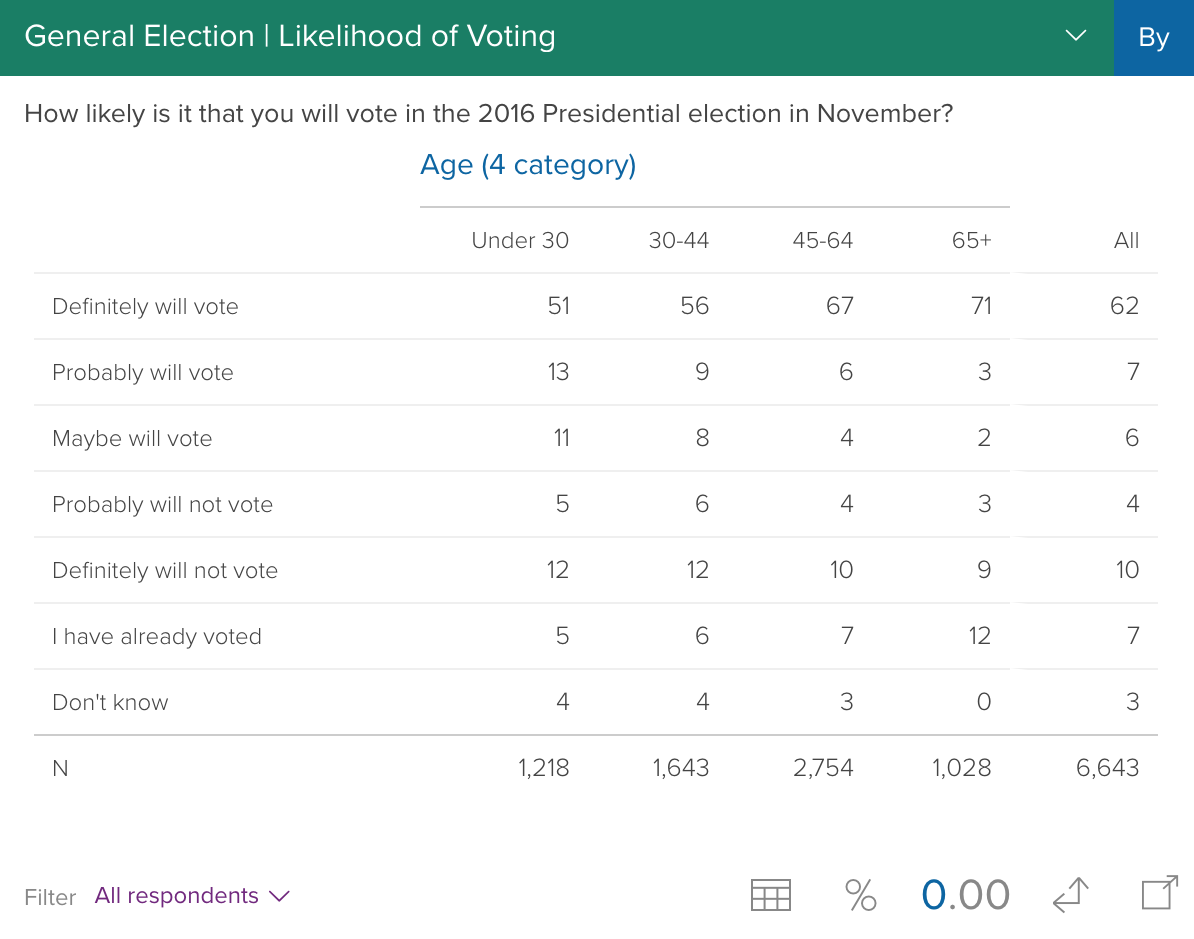 General Election | Likelihood of Voting
By
How likely is it that you will vote in the 2016 Presidential election in November?
Age (4 category)
Under 30 30-44 45-64 65+ All
Definitely will vote 51 56 67 71 62
Probably will vote 13 9 6 3 7
Maybe will vote 11 8 4 2 6
Probably will not vote 5 6 4 3 4
Definitely will not vote 12 12 10 9 10
I have already voted 5 6 7 12 7
Don't know 4 4 3 0 3
N 1,218 1,643 2,754 1,028 6,643
Filter All respondents % 0.00